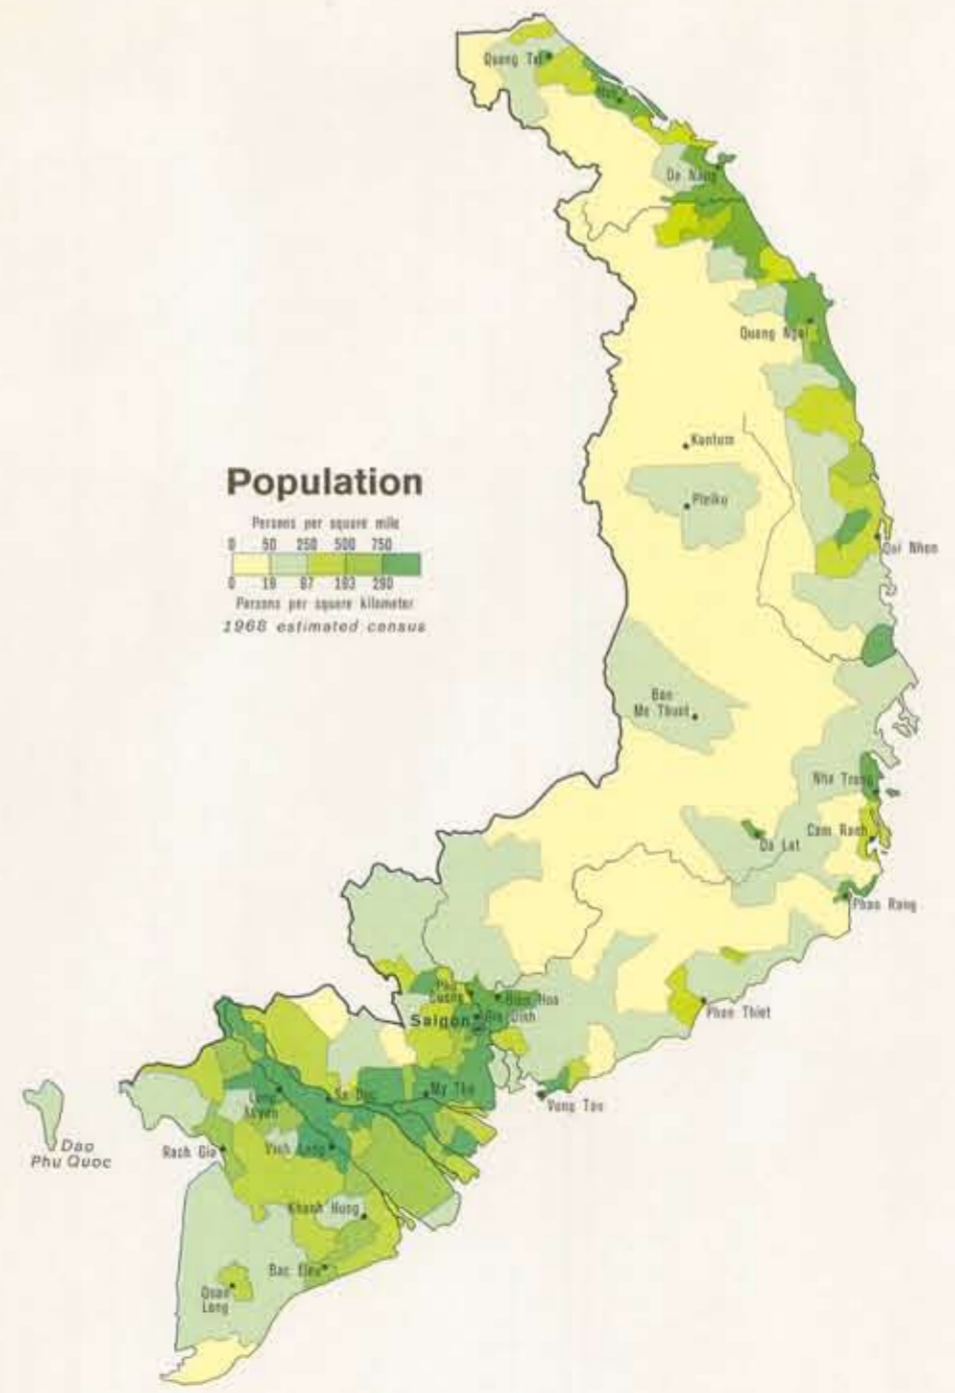 Quang Tri
Hue
Da Nang
Quang Ngai
Kontum
Pleiku
Qui Nhon
Ban
Me Thuot
Nha Trang
Cam Ranh
Da Lat
Phan Rang
Phan Thiet
Population
Persons per square mile
0 50 250 500 750
0 19 97 193 290
Persons per square kilometer
1968 estimated census
Phu
Cuong
Bien Hoa
Saigon
Gia Dinh
Vung Tau
My Tho
Sa Dec
Long
Xuyen
Vinh Long
Rach Gia
Dao
Phu Quoc
Khanh Hung
Bac Lieu
Quan
Long